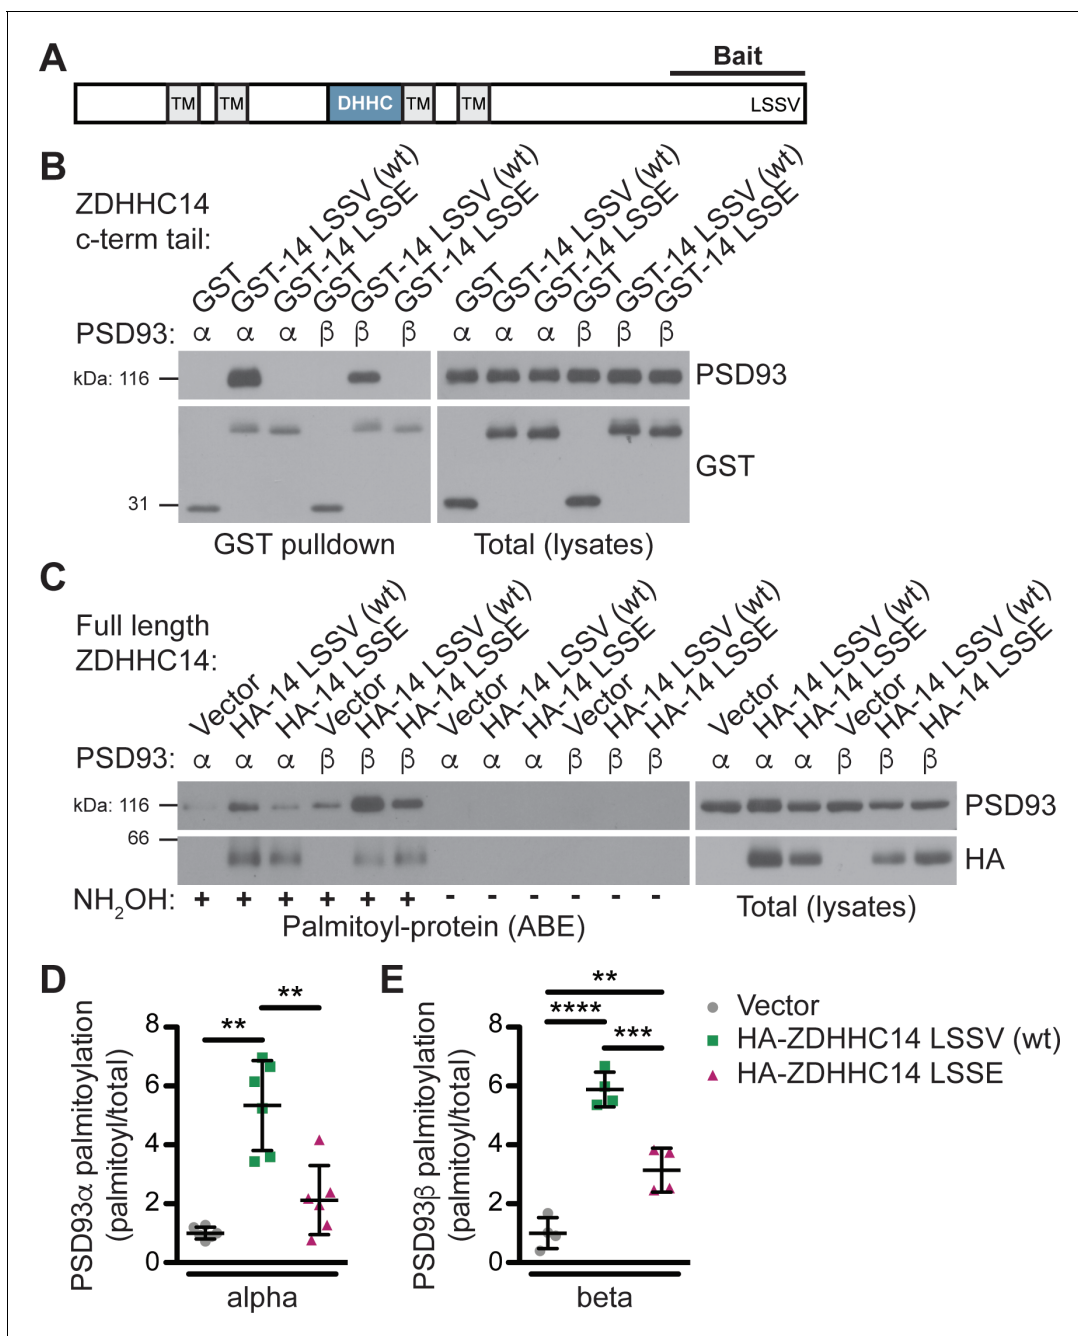 A
Bait
TM TM DHHC TM TM LSSV
B
ZDHHC14
c-term tail:
GST GST-14 LSSV (wt) GST-14 LSSE GST GST-14 LSSV (wt) GST-14 LSSE GST GST-14 LSSV (wt) GST-14 LSSE GST GST-14 LSSV (wt) GST-14 LSSE
PSD93: α α α β β β α α α β β β
kDa: 116 PSD93
GST
31
GST pulldown Total (lysates)
C
Full length
ZDHHC14:
Vector HA-14 LSSV (wt) HA-14 LSSE Vector HA-14 LSSV (wt) HA-14 LSSE Vector HA-14 LSSV (wt) HA-14 LSSE Vector HA-14 LSSV (wt) HA-14 LSSE Vector HA-14 LSSV (wt) HA-14 LSSE Vector HA-14 LSSV (wt) HA-14 LSSE
PSD93: α α α β β β α α α β β β α α α β β β
kDa: 116 PSD93
66
HA
NH2OH: + + + + + + - - - - - -
Palmitoyl-protein (ABE) Total (lysates)
D
PSD93α palmitoylation
(palmitoyl/total)
8
6
4
2
0
** **
alpha
E
PSD93β palmitoylation
(palmitoyl/total)
8
6
4
2
0
**
**** ***
beta
Vector
HA-ZDHHC14 LSSV (wt)
HA-ZDHHC14 LSSE